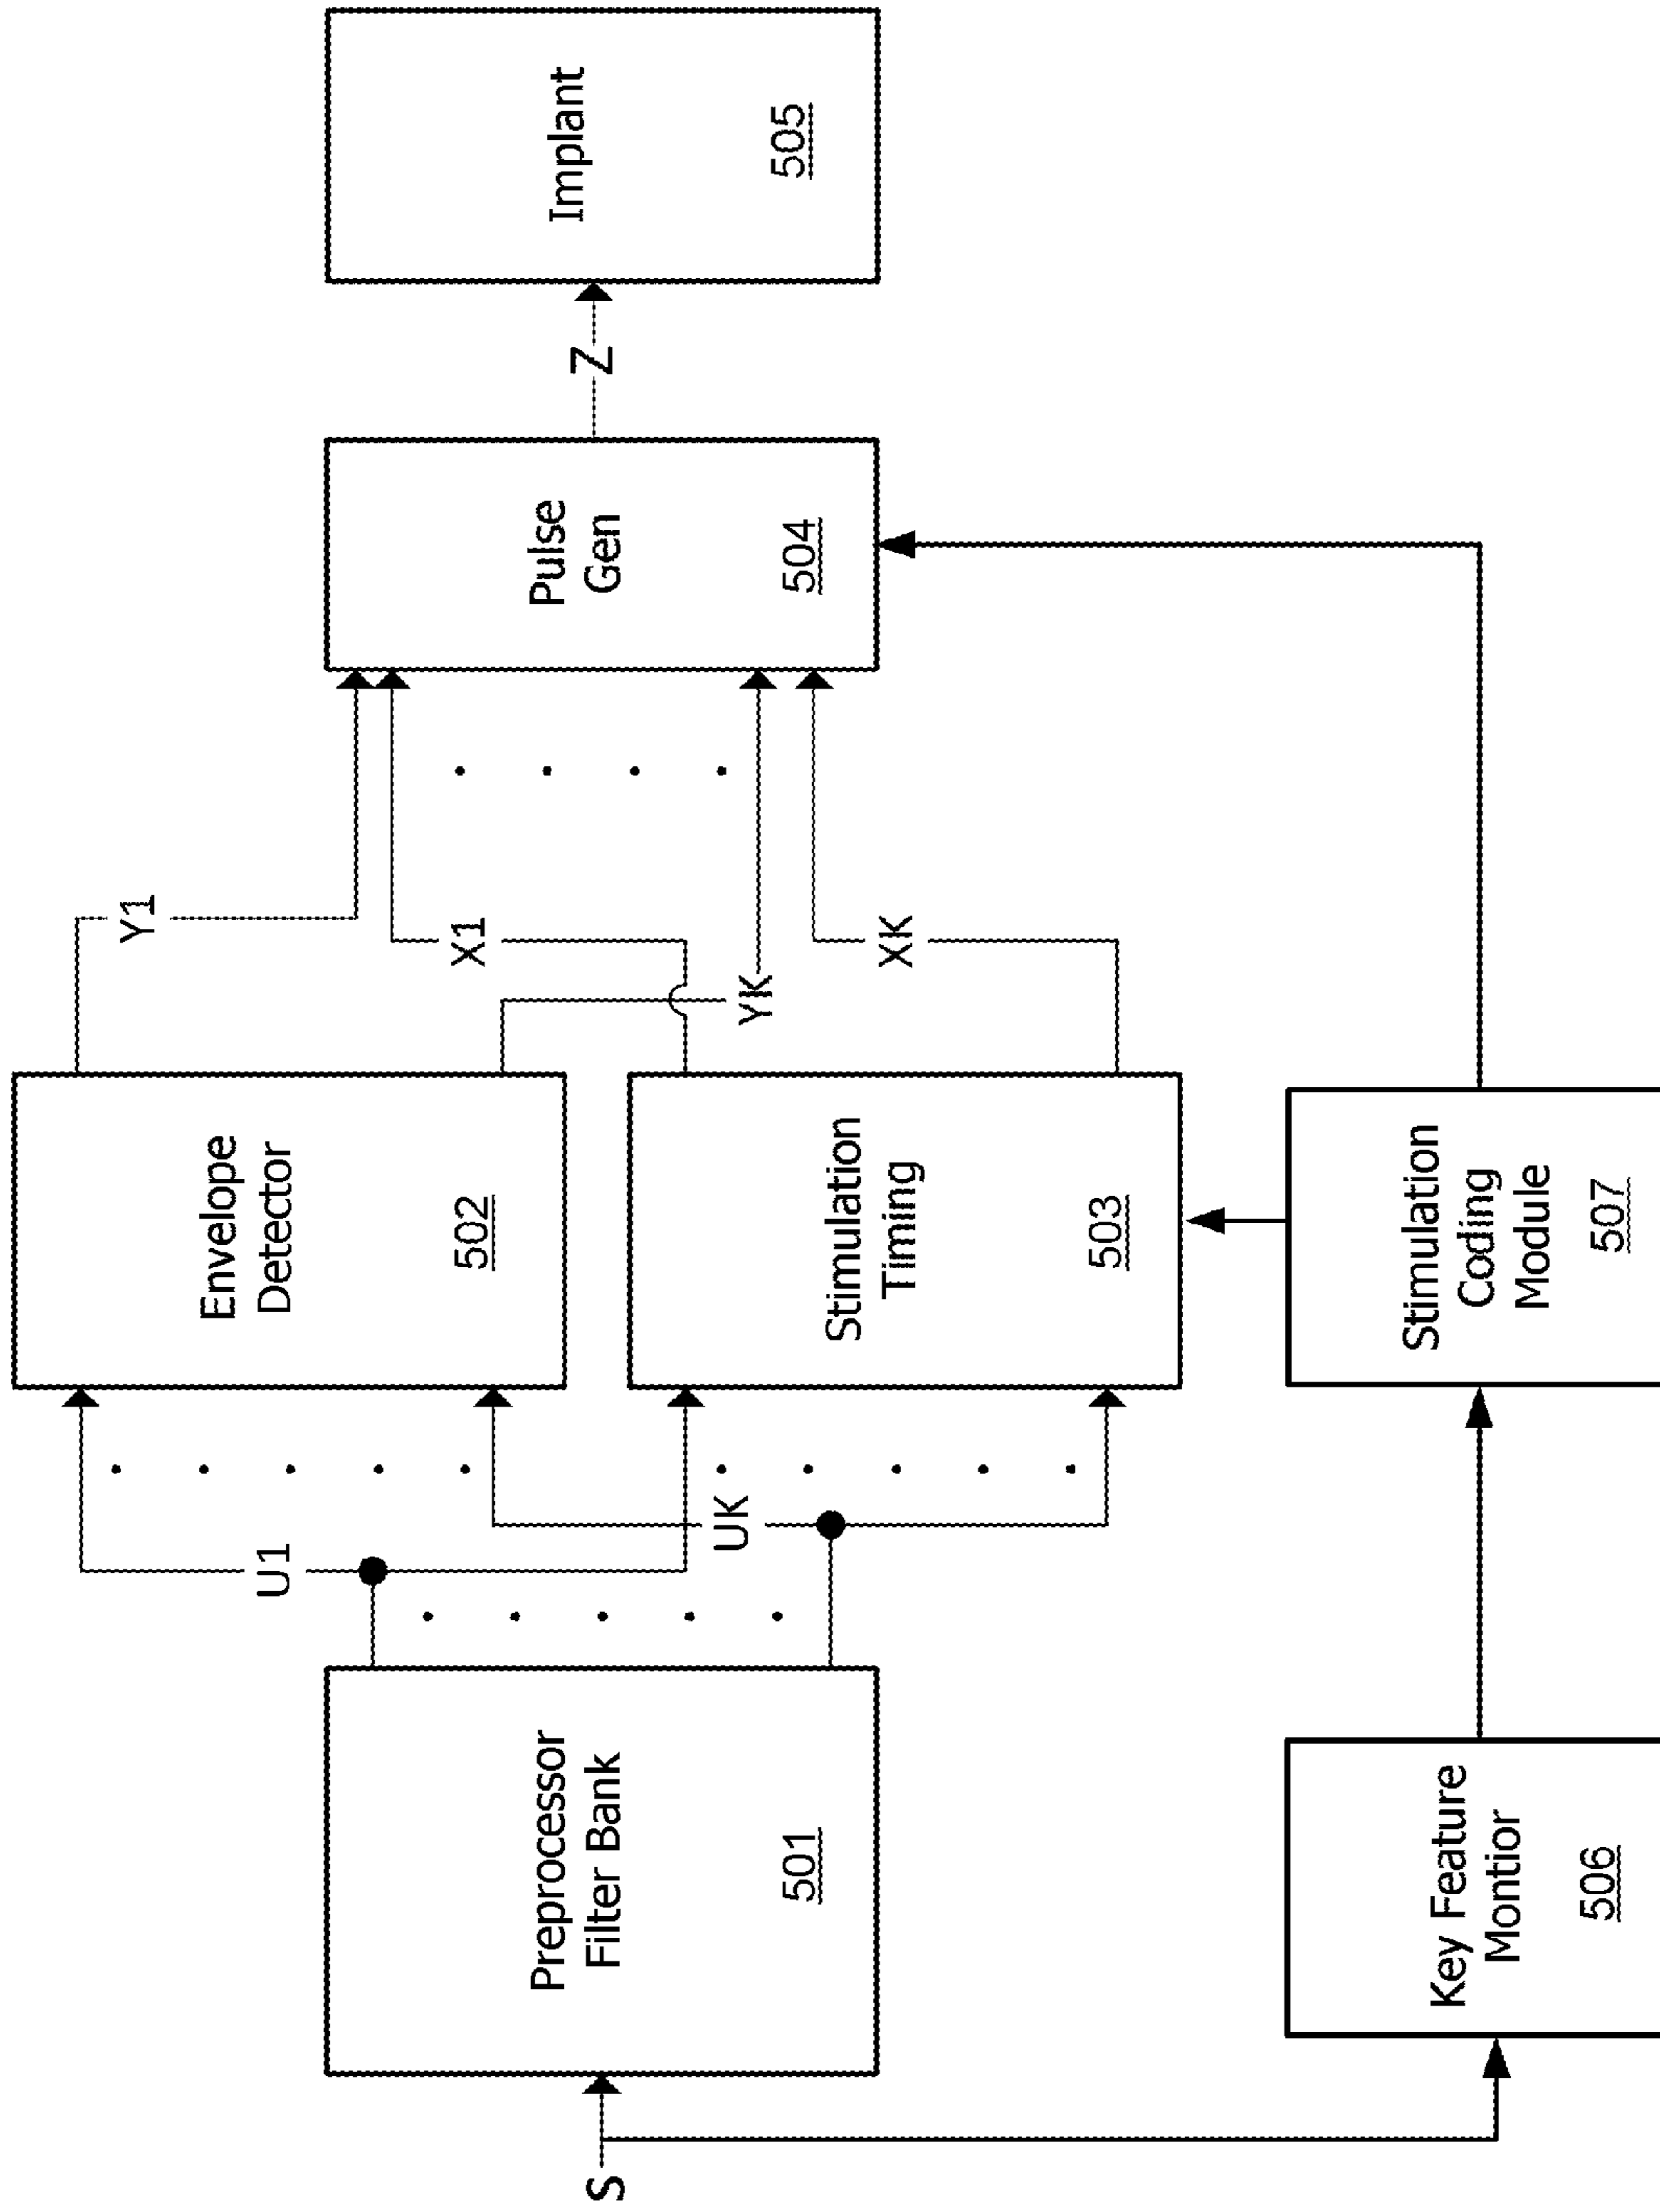 S
Preprocessor
Filter Bank
501
U1
UK
Envelope
Detector
502
Stimulation
Timing
503
Y1
X1
YK
XK
Pulse
Gen
504
Z
Implant
505
Key Feature
Montior
506
Stimulation
Coding
Module
507